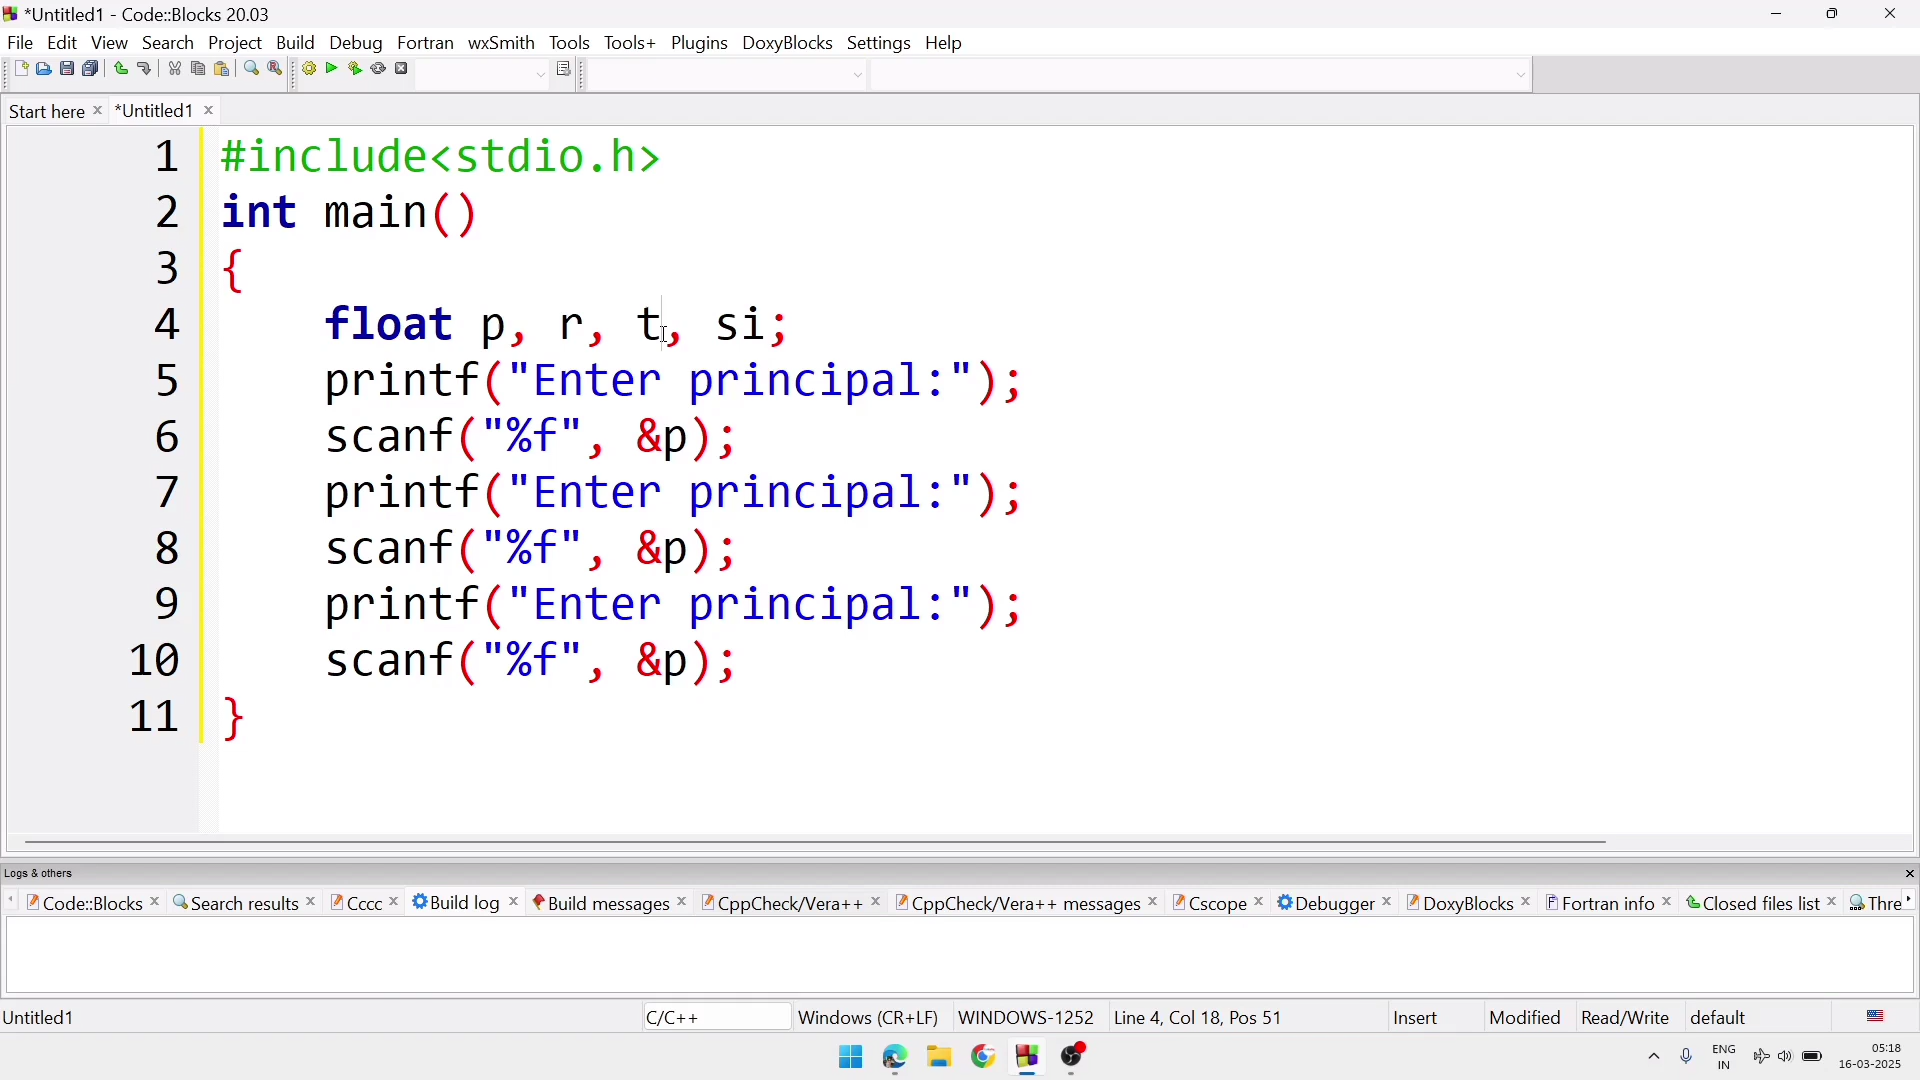 *Untitled1 - Code::Blocks 20.03
File Edit View Search Project Build Debug Fortran wxSmith Tools Tools+ Plugins DoxyBlocks Settings Help
Start here *Untitled1
1 #include<stdio.h>
2 int main()
3 {
4 float p, r, t, si;
5 printf("Enter principal:");
6 scanf("%f", &p);
7 printf("Enter principal:");
8 scanf("%f", &p);
9 printf("Enter principal:");
10 scanf("%f", &p);
11 }
Logs & others
Code::Blocks Search results Cccc Build log Build messages CppCheck/Vera++ CppCheck/Vera++ messages Cscope Debugger DoxyBlocks Fortran info Closed files list Thre
Untitled1 C/C++ Windows (CR+LF) WINDOWS-1252 Line 4, Col 18, Pos 51 Insert Modified Read/Write default
ENG IN 05:18
16-03-2025